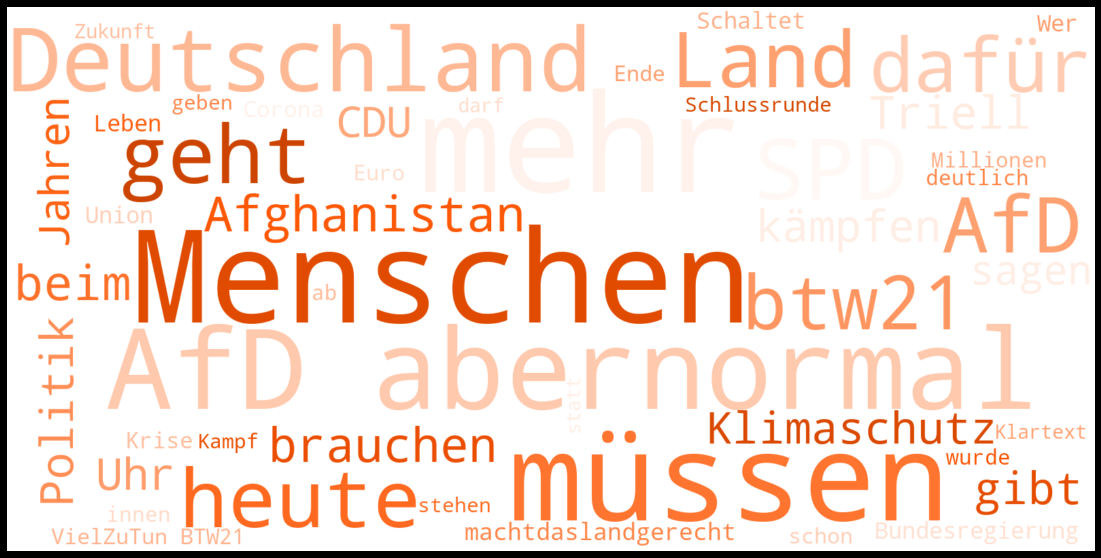 Zukunft
Schaltet
Wer
Deutschland
Land
dafür
Ende
geben
Corona
darf
Schlussrunde
Leben
CDU
mehr
Triell
Jahren
geht
Euro
SPD
Millionen
deutlich
Union
Afghanistan
kämpfen
AfD
beim
Menschen
ab
btw21
sagen
Politik
AfD abernormal
statt
Krise
Kampf
brauchen
Klimaschutz
Klartext
Uhr
heute
müssen
wurde
gibt
innen
stehen
VielZuTun BTW21
machtdaslandgerecht
schon
Bundesregierung